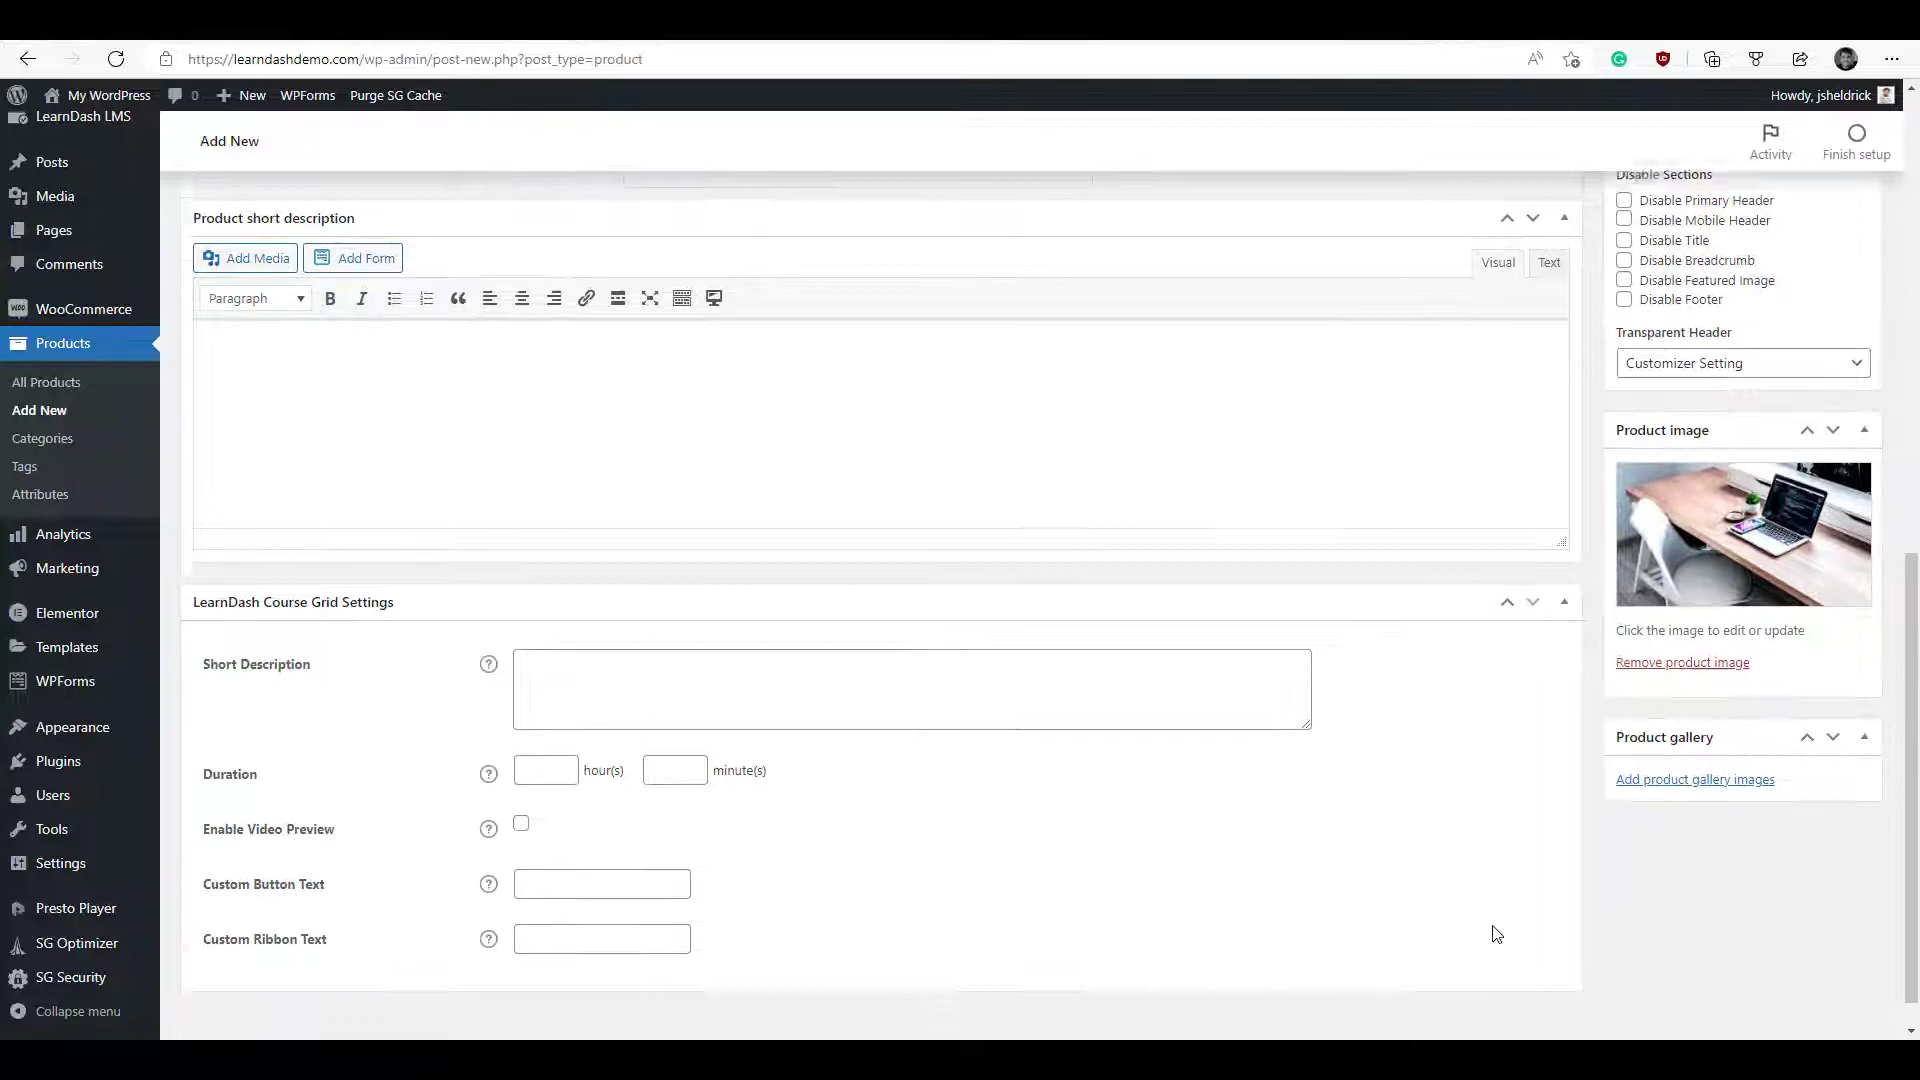 https://learndashdemo.com/wp-admin/post-new.php?post_type=product
My WordPress 0 New WPForms Purge SG Cache
Howdy, jsheldrick
LearnDash LMS
Posts
Media
Pages
Comments
WooCommerce
Products
All Products
Add New
Categories
Tags
Attributes
Analytics
Marketing
Elementor
Templates
WPForms
Appearance
Plugins
Users
Tools
Settings
Presto Player
SG Optimizer
SG Security
Collapse menu
Add New
Activity
Finish setup
Product short description
Add Media Add Form
Visual Text
Paragraph
LearnDash Course Grid Settings
Short Description
Duration
hour(s) minute(s)
Enable Video Preview
Custom Button Text
Custom Ribbon Text
Disable Sections
Disable Primary Header
Disable Mobile Header
Disable Title
Disable Breadcrumb
Disable Featured Image
Disable Footer
Transparent Header
Customizer Setting
Product image
Click the image to edit or update
Remove product image
Product gallery
Add product gallery images